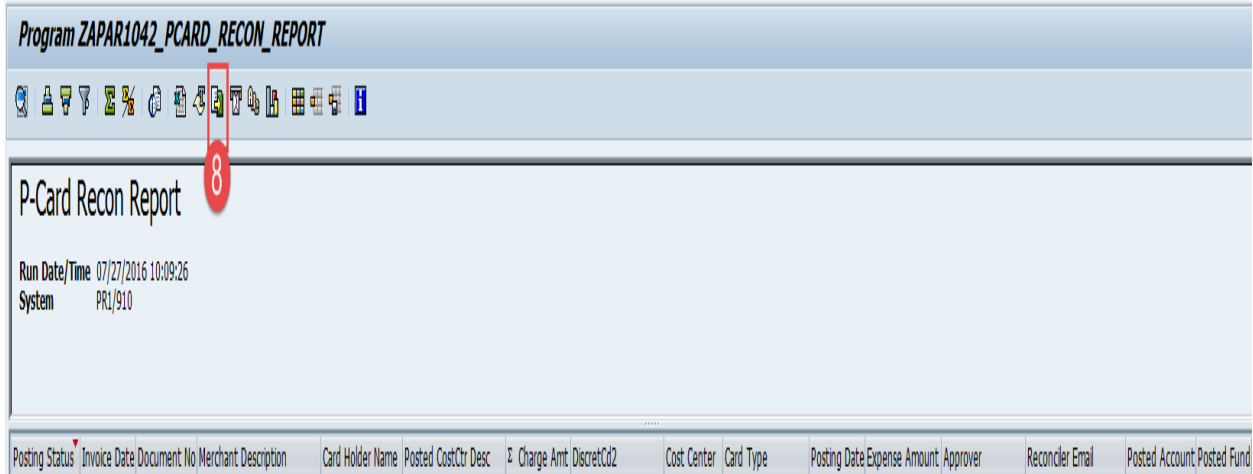 Program ZAPAR1042_PCARD_RECON_REPORT
8
P-Card Recon Report
Run Date/Time 07/27/2016 10:09:26
System PR1/910
Posting Status Invoice Date Document No Merchant Description Card Holder Name Posted CostCtr Desc Σ Charge Amt DiscretCd2 Cost Center Card Type Posting Date Expense Amount Approver Reconciler Email Posted Account Posted Fund